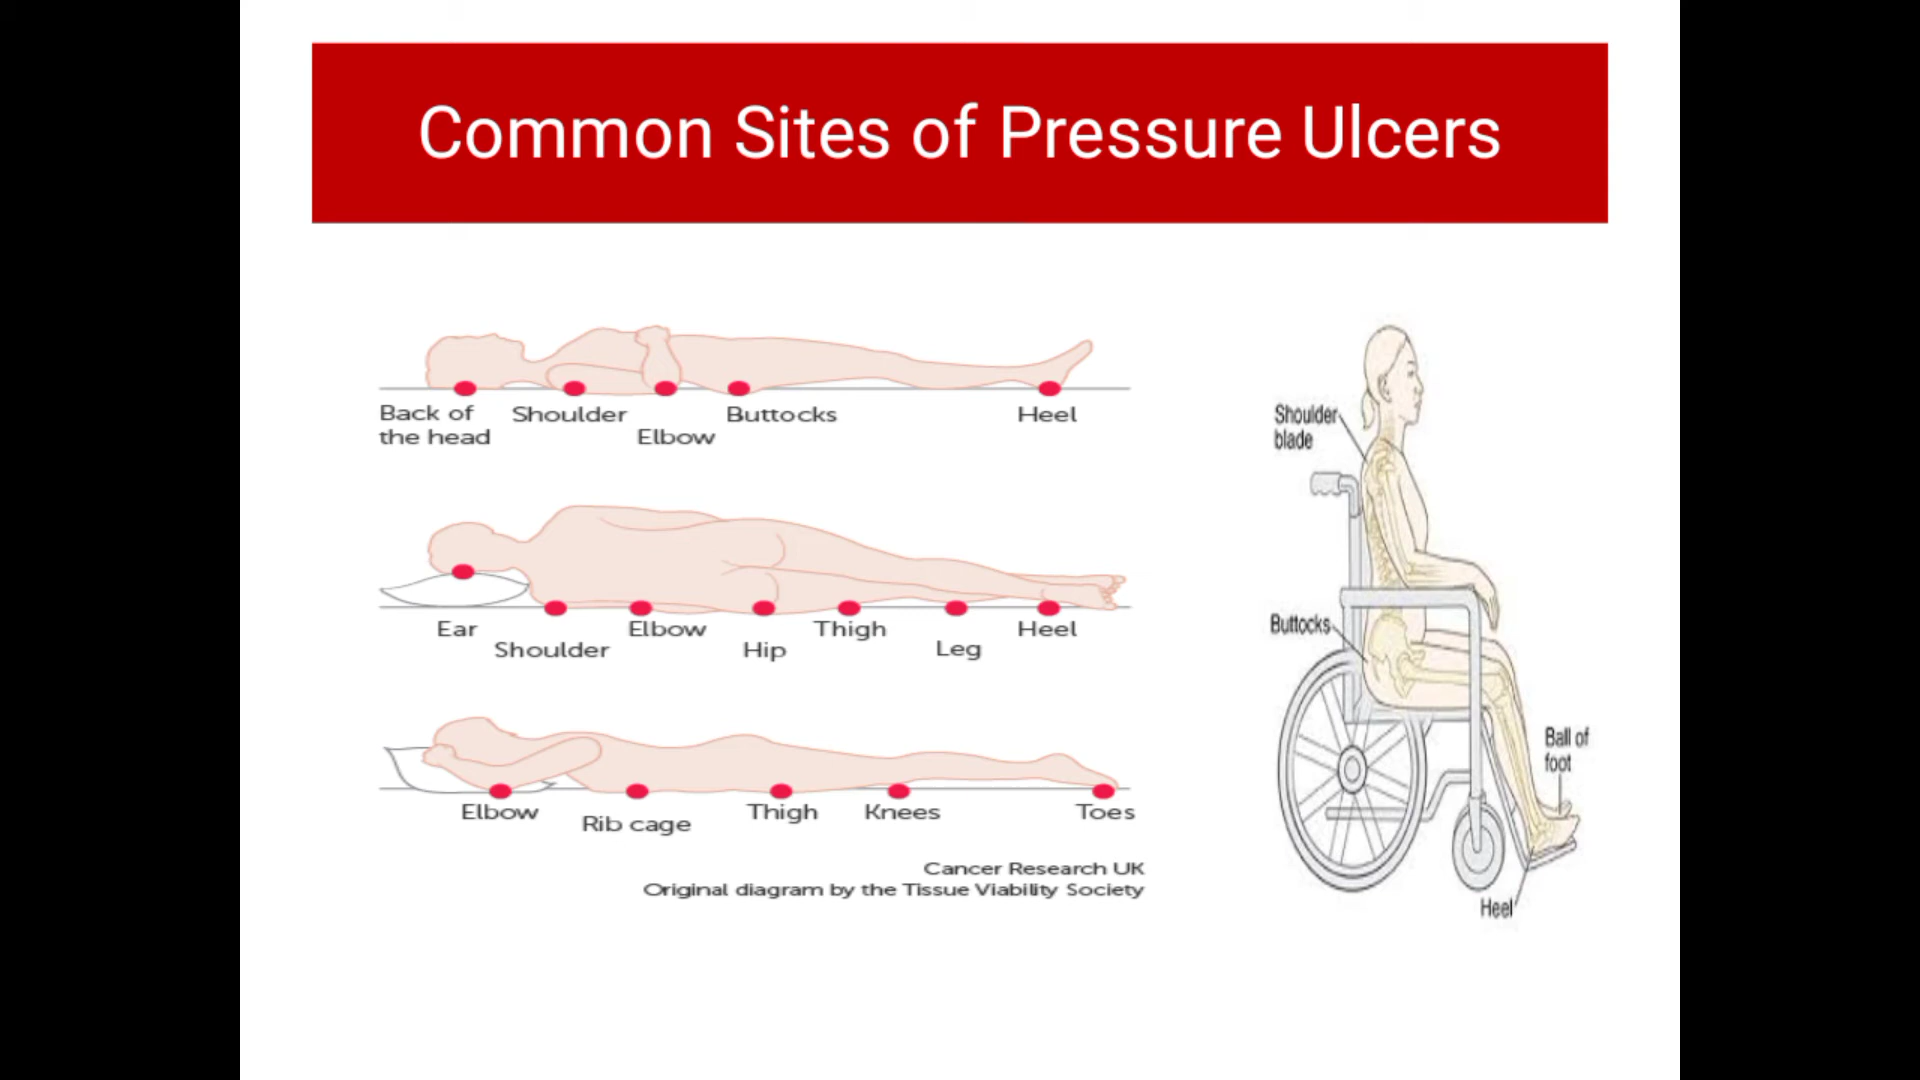 Common Sites of Pressure Ulcers
Back of
the head
Shoulder
Elbow
Buttocks
Heel
Ear
Shoulder
Elbow
Hip
Thigh
Leg
Heel
Elbow
Rib cage
Thigh
Knees
Toes
Cancer Research UK
Original diagram by the Tissue Viability Society
Shoulder
blade
Buttocks
Ball of
foot
Heel